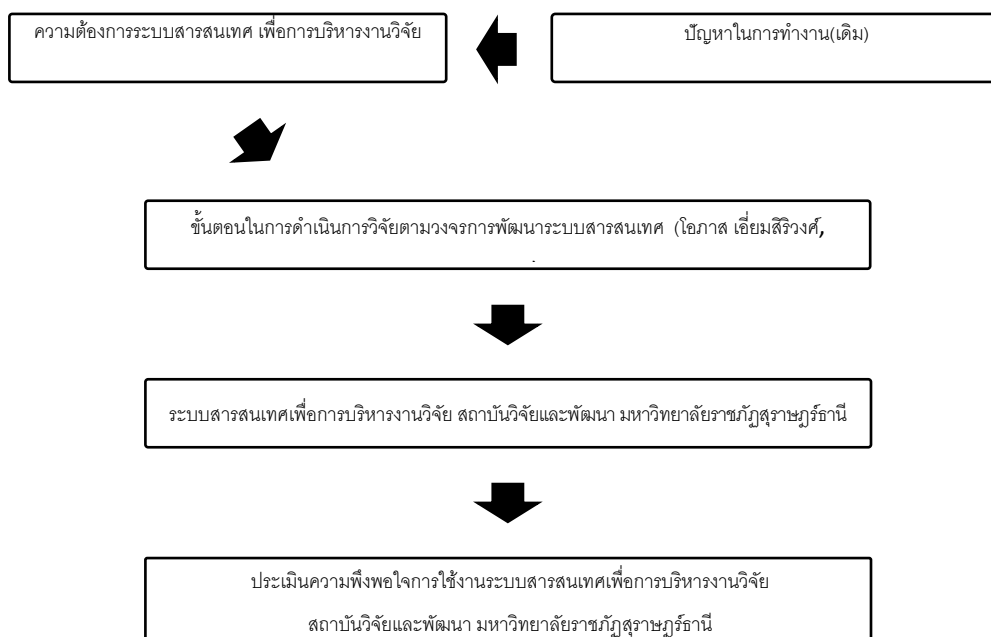 ความต้องการระบบสารสนเทศ เพื่อการบริหารงานวิจัย
ปัญหาในการทำงาน(เดิม)
ขั้นตอนในการดำเนินการวิจัยตามวงจรการพัฒนาระบบสารสนเทศ (โอภาส เอี่ยมสิริวงศ์,
ระบบสารสนเทศเพื่อการบริหารงานวิจัย สถาบันวิจัยและพัฒนา มหาวิทยาลัยราชภัฏสุราษฎร์ธานี
ประเมินความพึงพอใจการใช้งานระบบสารสนเทศเพื่อการบริหารงานวิจัย
สถาบันวิจัยและพัฒนา มหาวิทยาลัยราชภัฏสุราษฎร์ธานี